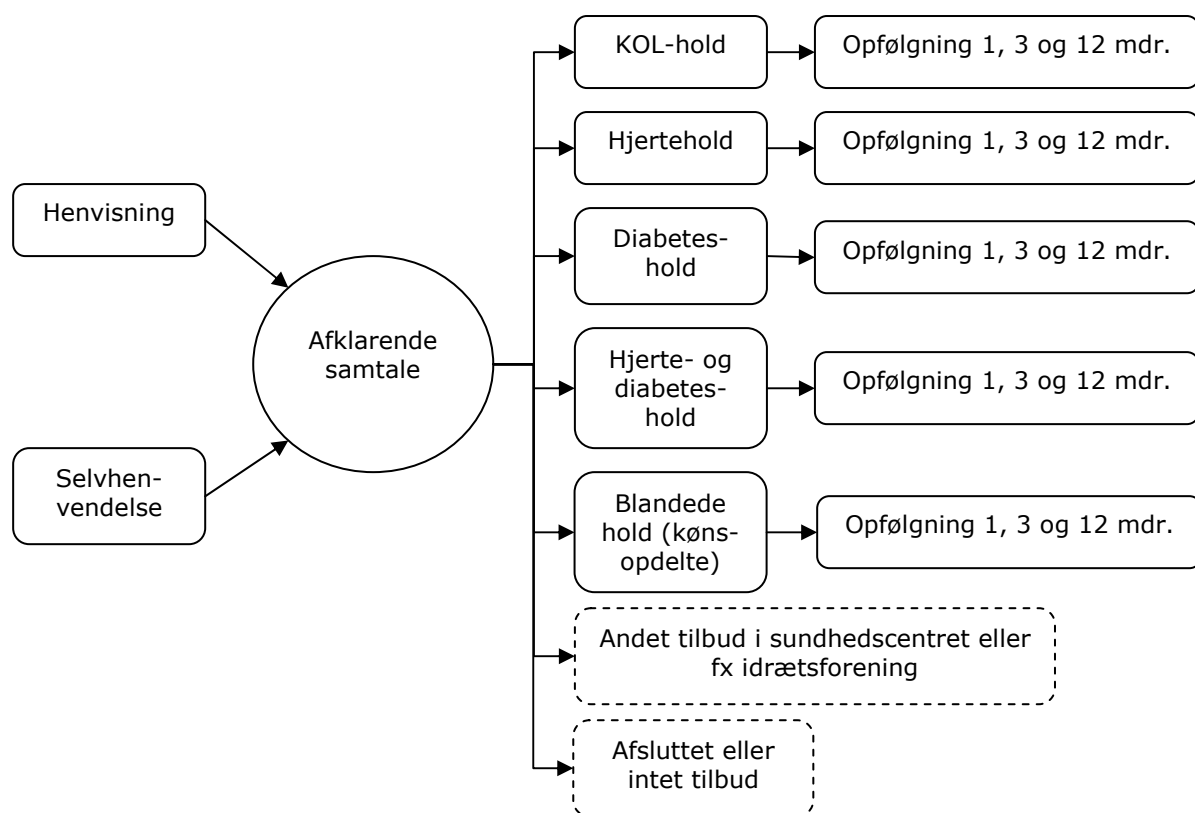 KOL-hold
Opfølgning 1, 3 og 12 mdr.
Hjertehold
Opfølgning 1, 3 og 12 mdr.
Henvisning
Diabetes-
hold
Opfølgning 1, 3 og 12 mdr.
Afklarende
samtale
Hjerte- og
diabetes-
hold
Opfølgning 1, 3 og 12 mdr.
Selvhen-
vendelse
Blandede
hold (køns-
opdelte)
Opfølgning 1, 3 og 12 mdr.
Andet tilbud i sundhedscentret eller
fx idrætsforening
Afsluttet eller
intet tilbud